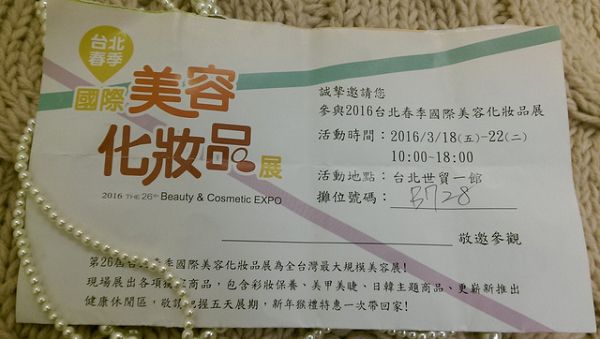 台北
春季
國際 美容
化妝品展
2016 THE 26th Beauty & Cosmetic EXPO
誠摯邀請您
參與2016台北春季國際美容化妝品展
活動時間：2016/3/18(五)-22(二)
10:00~18:00
活動地點：台北世貿一館
攤位號碼：B728
敬邀參觀
第26屆台北春季國際美容化妝品展為全台灣最大規模美容展!
現場展出各項獨家商品，包含彩妝保養、美甲美睫、日韓主題商品、更嶄新推出
健康休閒區，敬請把握五天展期，新年猴禮特惠一次帶回家!